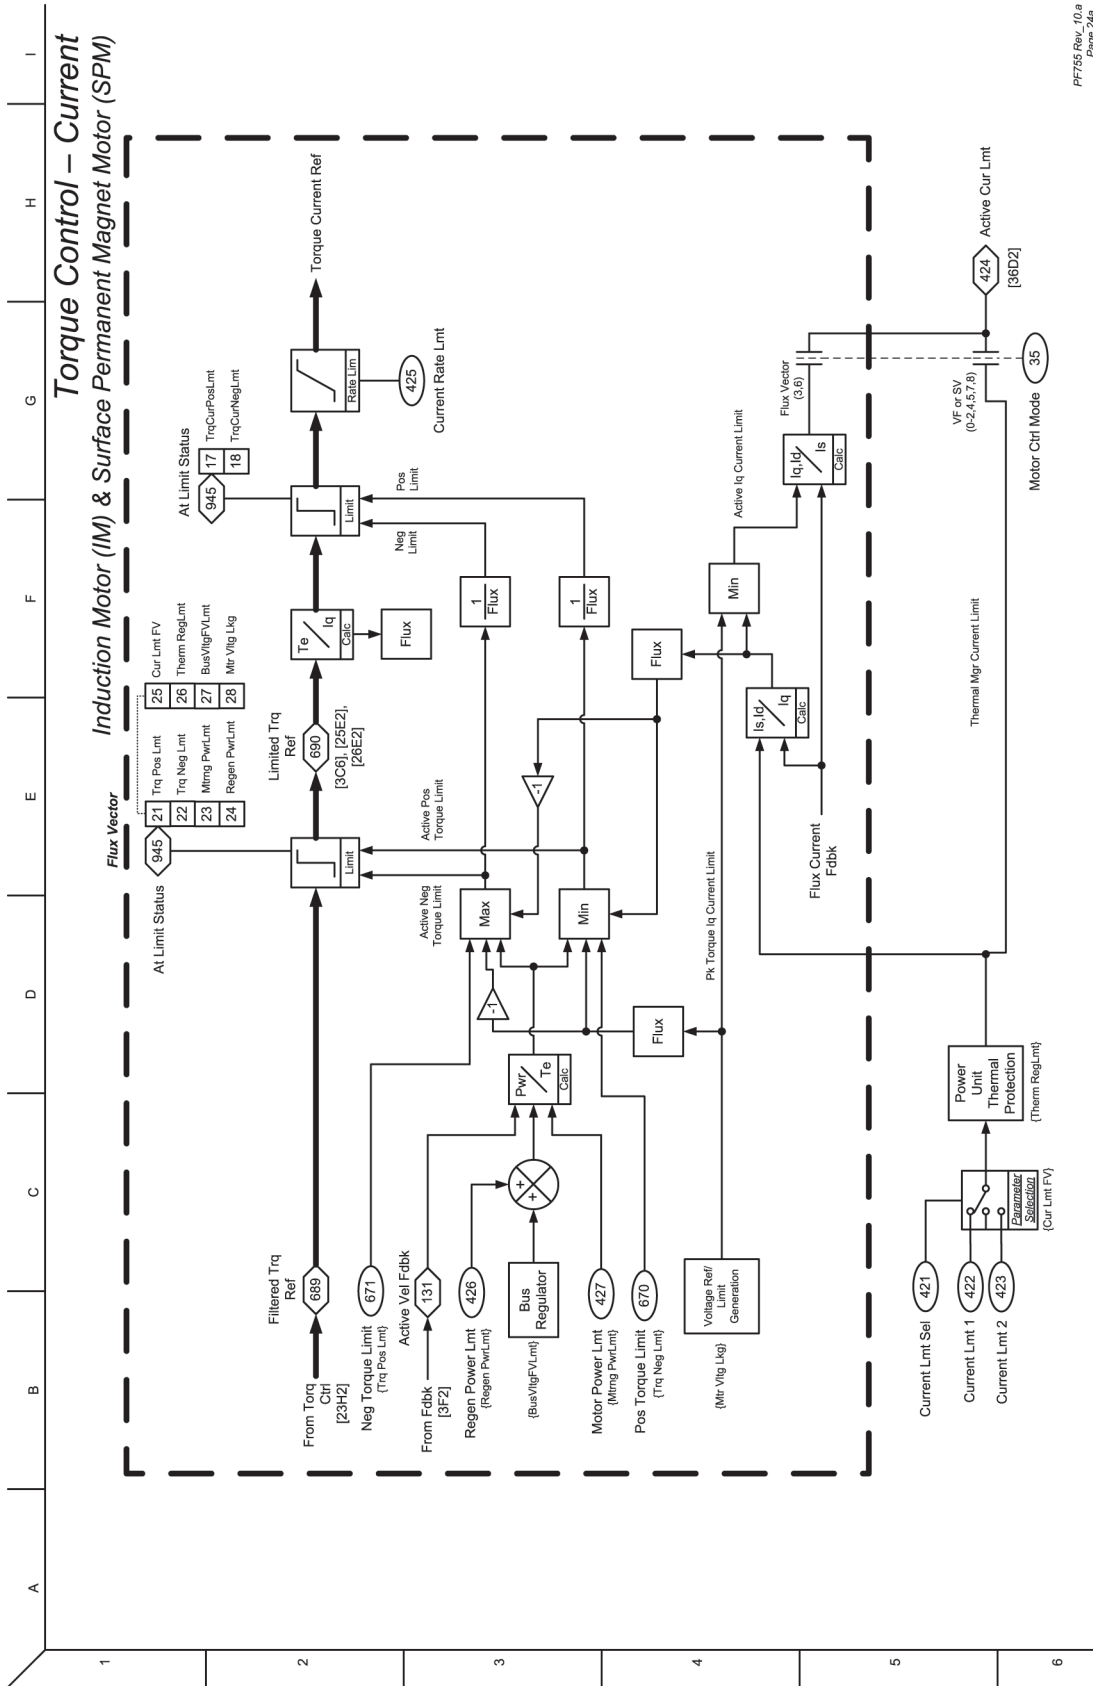 Torque Control – Current
Induction Motor (IM) & Surface Permanent Magnet Motor (SPM)
A
B
C
D
E
F
G
H
I
1
2
3
4
5
6
Flux Vector
At Limit Status
945
21 Trq Pos Lmt
22 Trq Neg Lmt
23 Mtrng PwrLmt
24 Regen PwrLmt
25 Cur Lmt FV
26 Therm RegLmt
27 BusVltgFVLmt
28 Mtr Vltg Lkg
At Limit Status
945
17 TrqCurPosLmt
18 TrqCurNegLmt
From Torq
Ctrl
[23H2]
Filtered Trq
Ref
689
Limit
Limited Trq
Ref
690
[3C6], [25E2],
[26E2]
Te
Iq
Calc
Flux
Limit
Rate Lim
Torque Current Ref
425
Current Rate Lmt
Neg Torque Limit
{Trq Pos Lmt}
671
Active Vel Fdbk
From Fdbk
[3F2]
131
Regen Power Lmt
{Regen PwrLmt}
426
Bus
Regulator
{BusVltgFVLmt}
+
+
Motor Power Lmt
{Mtrng PwrLmt}
427
Pos Torque Limit
{Trq Neg Lmt}
670
Pwr
Te
Calc
-1
Active Neg
Torque Limit
Active Pos
Torque Limit
Max
Min
-1
1
Flux
1
Flux
Neg
Limit
Pos
Limit
Voltage Ref/
Limit
Generation
{Mtr Vltg Lkg}
Flux
Pk Torque Iq Current Limit
Flux
Min
Active Iq Current Limit
Is,Id
Iq
Calc
Flux Current
Fdbk
Iq,Id
Is
Calc
Flux Vector
(3,6)
VF or SV
(0-2,4,5,7,8)
35
Motor Ctrl Mode
424
Active Cur Lmt
[36D2]
Thermal Mgr Current Limit
Current Lmt Sel
421
Current Lmt 1
422
Current Lmt 2
423
Parameter
Selection
{Cur Lmt FV}
Power
Unit
Thermal
Protection
{Therm RegLmt}
PF755 Rev_10.a
Page 24a